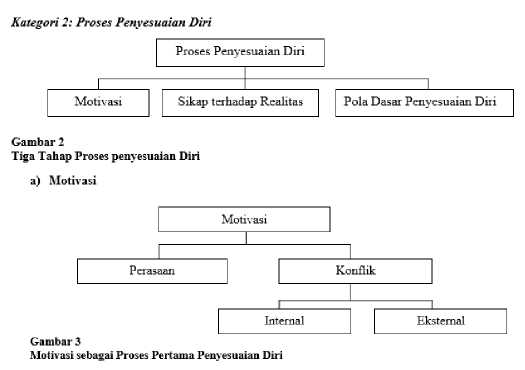 Kategori 2: Proses Penyesuaian Diri
Proses Penyesuaian Diri
Motivasi
Sikap terhadap Realitas
Pola Dasar Penyesuaian Diri
Gambar 2
Tiga Tahap Proses penyesuaian Diri
a) Motivasi
Motivasi
Perasaan
Konflik
Internal
Eksternal
Gambar 3
Motivasi sebagai Proses Pertama Penyesuaian Diri